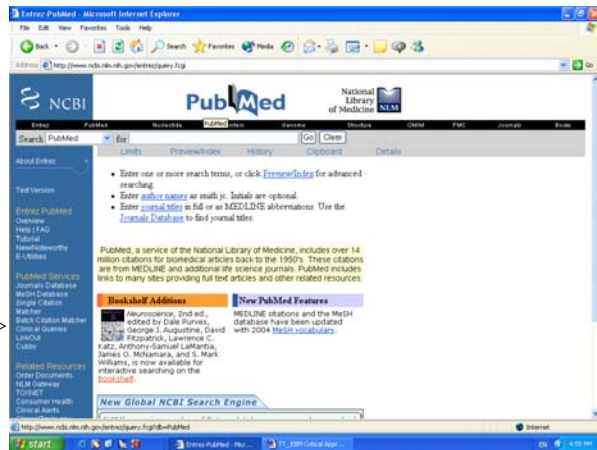 Entrez-PubMed - Microsoft Internet Explorer
File Edit View Favorites Tools Help
Back Search Favorites Media
Address http://www.ncbi.nlm.nih.gov/entrez/query.fcgi Go
NCBI
PubMed
National
Library
of Medicine NLM
Entrez PubMed Nucleotide Protein Genome Structure OMIM PMC Journals Books
PubMed
Search PubMed for Go Clear
Limits Preview/Index History Clipboard Details
About Entrez
Text Version
Entrez PubMed
Overview
Help | FAQ
Tutorial
New/Noteworthy
E-Utilities
PubMed Services
Journals Database
MeSH Database
Single Citation
Matcher
Batch Citation Matcher
Clinical Queries
LinkOut
Cubby
Related Resources
Order Documents
NLM Gateway
TOXNET
Consumer Health
Clinical Alerts
Enter one or more search terms, or click Preview/Index for advanced
searching.
Enter author names as smith jc. Initials are optional.
Enter journal titles in full or as MEDLINE abbreviations. Use the
Journals Database to find journal titles.
PubMed, a service of the National Library of Medicine, includes over 14
million citations for biomedical articles back to the 1950's. These citations
are from MEDLINE and additional life science journals. PubMed includes
links to many sites providing full text articles and other related resources.
Bookshelf Additions
Neuroscience, 2nd ed.,
edited by Dale Purves,
George J. Augustine, David
Fitzpatrick, Lawrence C.
Katz, Anthony-Samuel LaMantia,
James O. McNamara, and S. Mark
Williams, is now available for
interactive searching on the
bookshelf.
New PubMed Features
MEDLINE citations and the MeSH
database have been updated
with 2004 MeSH vocabulary.
New Global NCBI Search Engine
http://www.ncbi.nlm.nih.gov/entrez/query.fcgi?db=PubMed Internet
start Entrez-PubMed - Micr... TT_EBM Critical Appr... EN
>